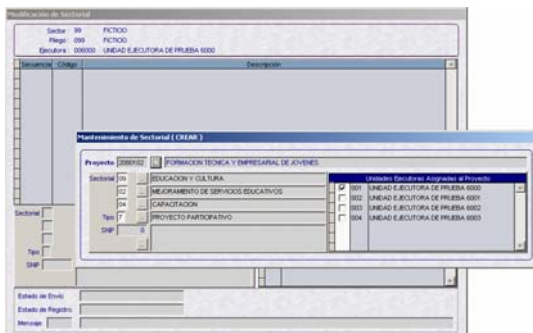 Modificación de Sectorial
Sector 99 FICTICIO
Pliego 099 FICTICIO
Ejecutora 006000 UNIDAD EJECUTORA DE PRUEBA 6000
Secuencia Código Descripción
Mantenimiento de Sectorial ( CREAR )
Proyecto FORMACION TECNICA Y EMPRESARIAL DE JOVENES
Sectorial 09 ... EDUCACION Y CULTURA
02 ... MEJORAMIENTO DE SERVICIOS EDUCATIVOS
04 ... CAPACITACION
Tipo 7 ... PROYECTO PARTICIPATIVO
SNIP 0
...
Unidades Ejecutoras Asignadas al Proyecto
001 UNIDAD EJECUTORA DE PRUEBA 6000
002 UNIDAD EJECUTORA DE PRUEBA 6001
003 UNIDAD EJECUTORA DE PRUEBA 6002
004 UNIDAD EJECUTORA DE PRUEBA 6003
Sectorial
Tipo
SNIP
Estado de Envío
Estado de Registro
Mensaje